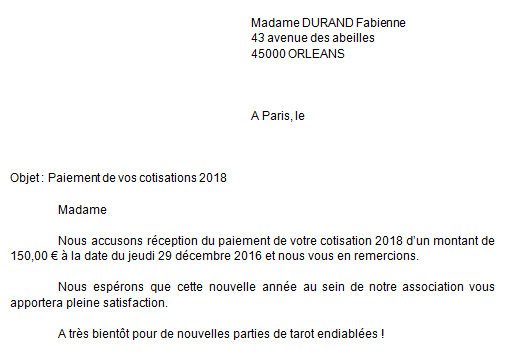 Madame DURAND Fabienne
43 avenue des abeilles
45000 ORLEANS
A Paris, le
Objet : Paiement de vos cotisations 2018
Madame
Nous accusons réception du paiement de votre cotisation 2018 d'un montant de
150,00 € à la date du jeudi 29 décembre 2016 et nous vous en remercions.
Nous espérons que cette nouvelle année au sein de notre association vous
apportera pleine satisfaction.
A très bientôt pour de nouvelles parties de tarot endiablées !